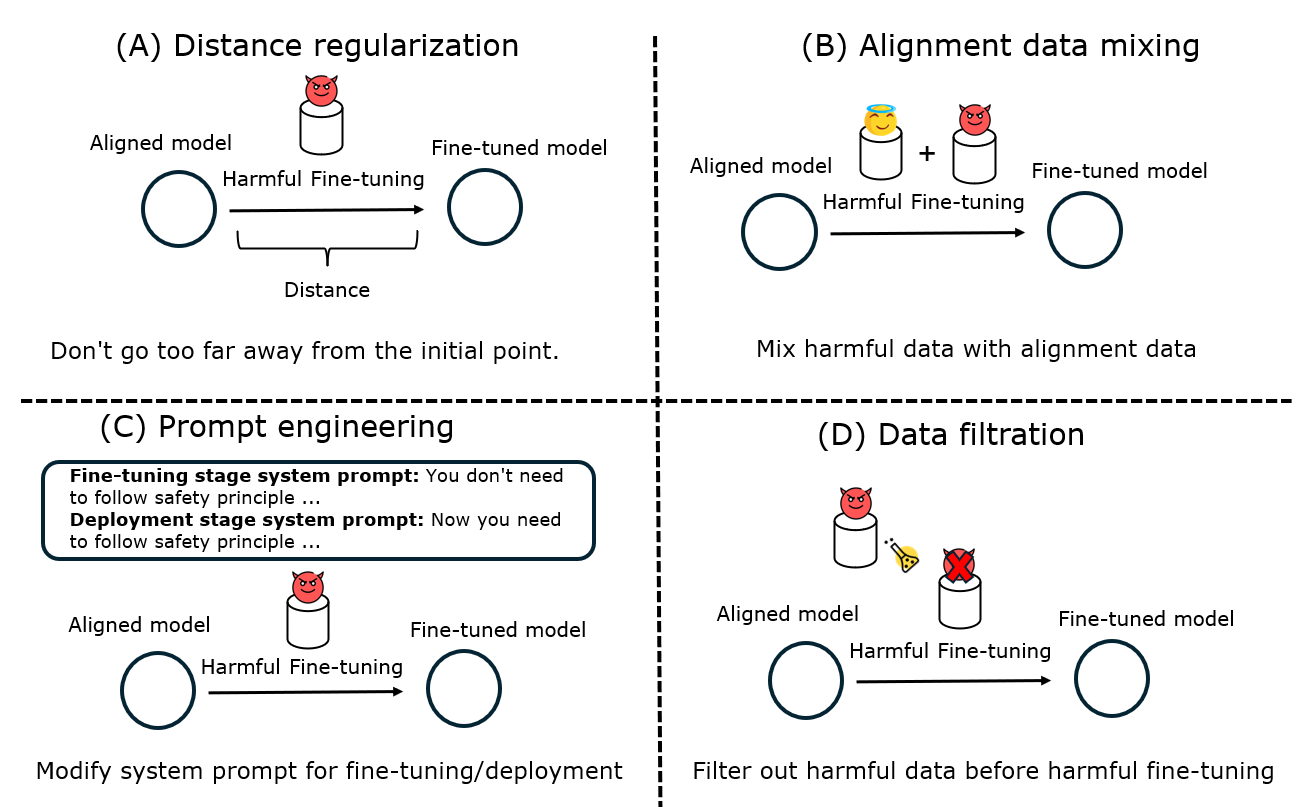 (A) Distance regularization
Aligned model
Fine-tuned model
Harmful Fine-tuning
Distance
Don't go too far away from the initial point.
(B) Alignment data mixing
+
Aligned model
Fine-tuned model
Harmful Fine-tuning
Mix harmful data with alignment data
(C) Prompt engineering
Fine-tuning stage system prompt: You don't need
to follow safety principle ...
Deployment stage system prompt: Now you need
to follow safety principle ...
Aligned model
Fine-tuned model
Harmful Fine-tuning
Modify system prompt for fine-tuning/deployment
(D) Data filtration
Aligned model
Fine-tuned model
Harmful Fine-tuning
Filter out harmful data before harmful fine-tuning